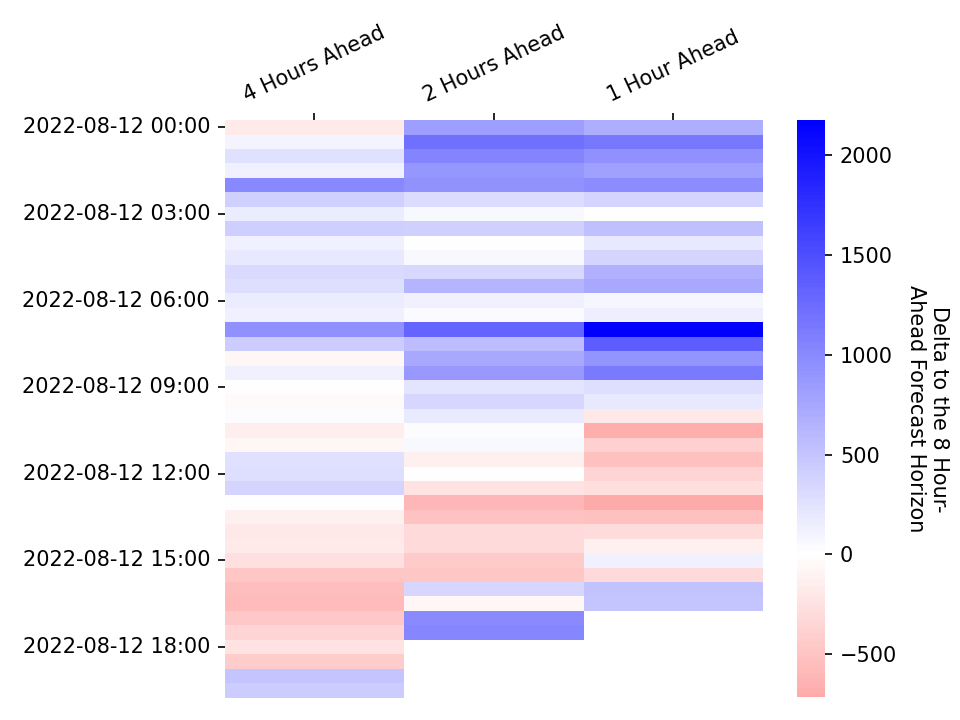 4 Hours Ahead
2 Hours Ahead
1 Hour Ahead
2022-08-12 00:00
2022-08-12 03:00
2022-08-12 06:00
2022-08-12 09:00
2022-08-12 12:00
2022-08-12 15:00
2022-08-12 18:00
2000
1500
1000
500
0
−500
Delta to the 8 Hour-
Ahead Forecast Horizon